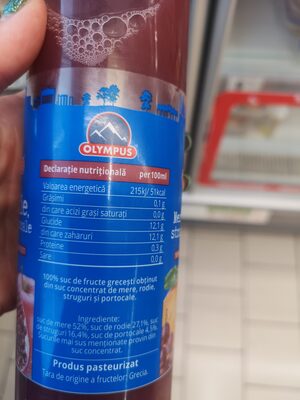 OLYMPUS
Declarație nutrițională per100ml
Valoarea energetică 215kJ/51kcal
Grăsimi 0,1 g
din care acizi grași saturați 0,0 g
Glucide 12,1 g
din care zaharuri 12,1 g
Proteine 0,3 g
Sare 0,0 g
100% suc de fructe grecești obținut
din suc concentrat de mere, rodie,
struguri și portocale.
Ingrediente:
suc de mere 52%, suc de rodie 27,1%, suc
de struguri 16,4%, suc de portocale 4,5%.
Sucurile mai sus menționate provin din
suc concentrat.
Produs pasteurizat
Țara de origine a fructelor: Grecia.